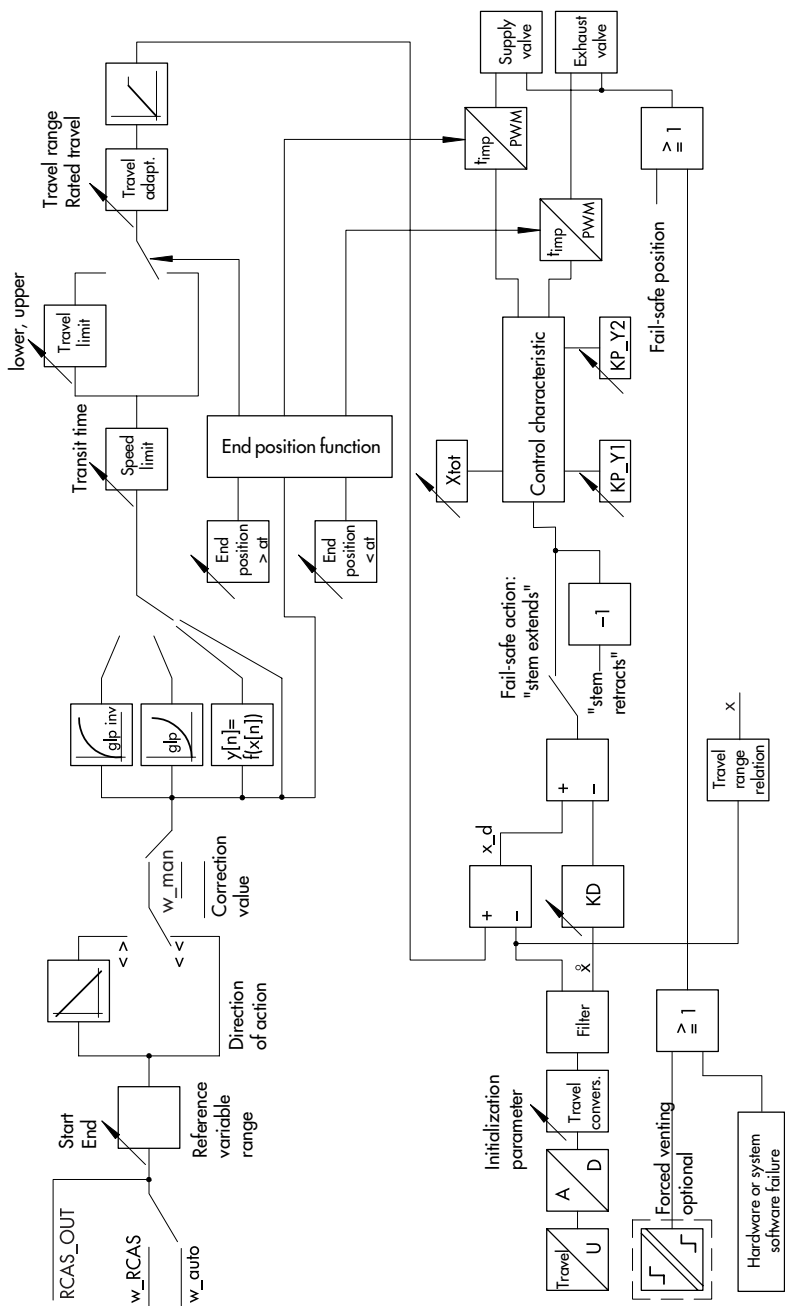 RCAS_OUT
w_RCAS
w_auto
Start
End
Reference
variable
range
Direction
of action
< >
< <
w_man
Correction
value
glp inv
glp
y[n]=
f(x[n])
Transit time
Speed
limit
lower, upper
Travel
limit
Travel range
Rated travel
Travel
adapt.
End position function
End
position
> at
End
position
< at
Travel
U
A
D
Initialization
parameter
Travel
convers.
Filter
x
KD
+
–
x_d
+
–
Fail-safe action:
"stem extends"
"stem
retracts"
–1
Xtot
Control characteristic
KP_Y1
KP_Y2
timp
PWM
timp
PWM
Supply
valve
Exhaust
valve
Forced venting
optional
Hardware or system
software failure
> = 1
Travel
range
relation
x
Fail-safe position
> = 1